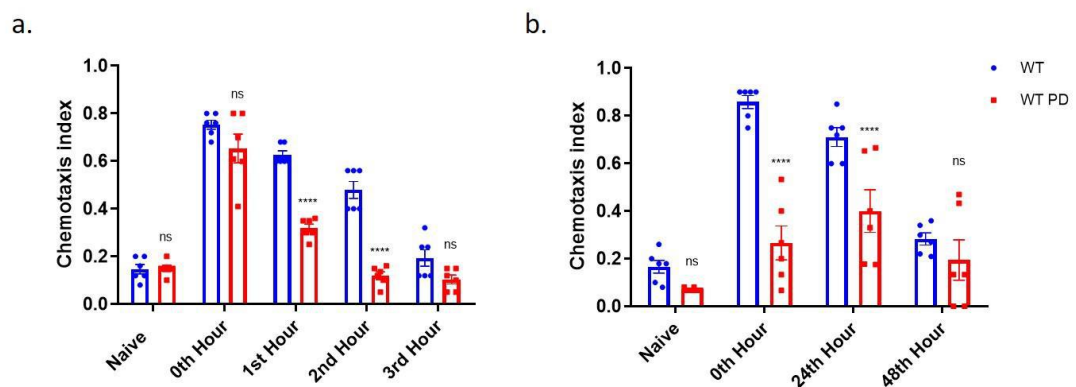 a.
Chemotaxis index
1.0
0.8
0.6
0.4
0.2
0.0
ns
ns
****
****
ns
Naive
0th Hour
1st Hour
2nd Hour
3rd Hour
b.
Chemotaxis index
1.0
0.8
0.6
0.4
0.2
0.0
ns
****
****
ns
Naive
0th Hour
24th Hour
48th Hour
WT
WT PD